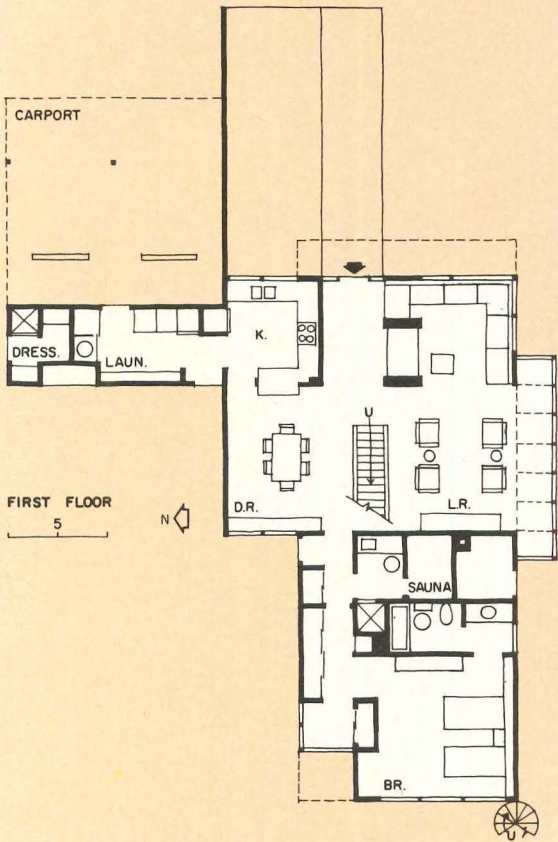 CARPORT
DRESS.
LAUN.
K.
U
FIRST FLOOR
5
N
D.R.
L.R.
SAUNA
BR.
U